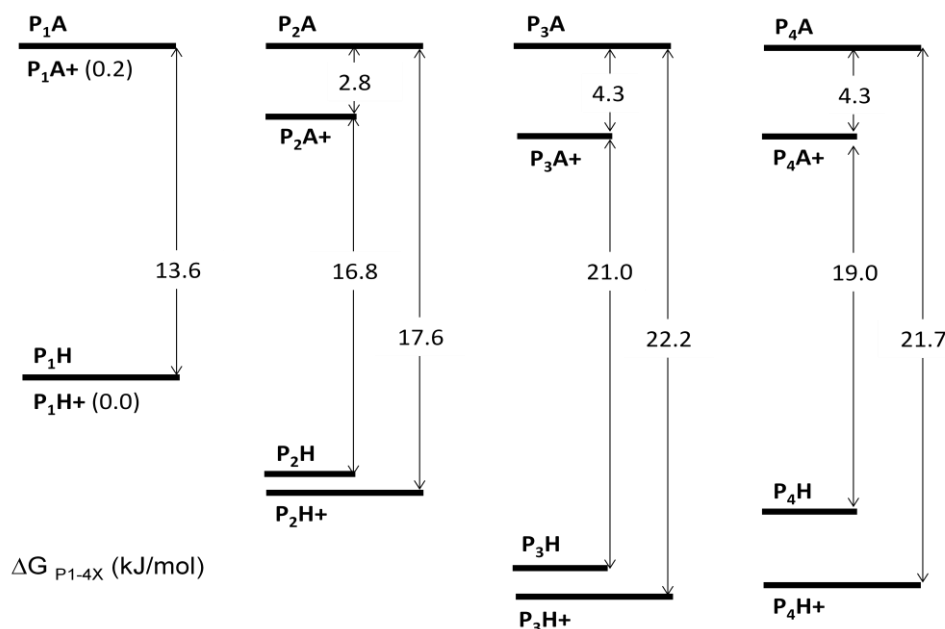 P₁A
P₁A+ (0.2)
13.6
P₁H
P₁H+ (0.0)
P₂A
2.8
P₂A+
16.8
17.6
P₂H
P₂H+
P₃A
4.3
P₃A+
21.0
22.2
P₃H
P₃H+
P₄A
4.3
P₄A+
19.0
21.7
P₄H
P₄H+
ΔG P1-4X (kJ/mol)